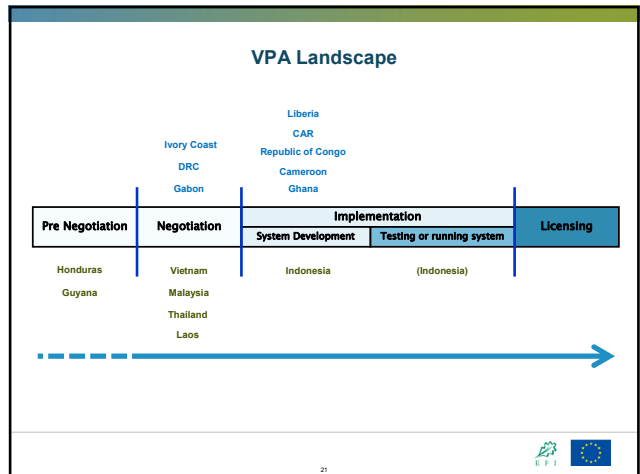 VPA Landscape
Liberia
CAR
Ivory Coast
Republic of Congo
DRC
Cameroon
Gabon
Ghana
Pre Negotiation
Negotiation
Implementation
System Development
Testing or running system
Licensing
Honduras
Vietnam
Indonesia
(Indonesia)
Guyana
Malaysia
Thailand
Laos
21
EFI